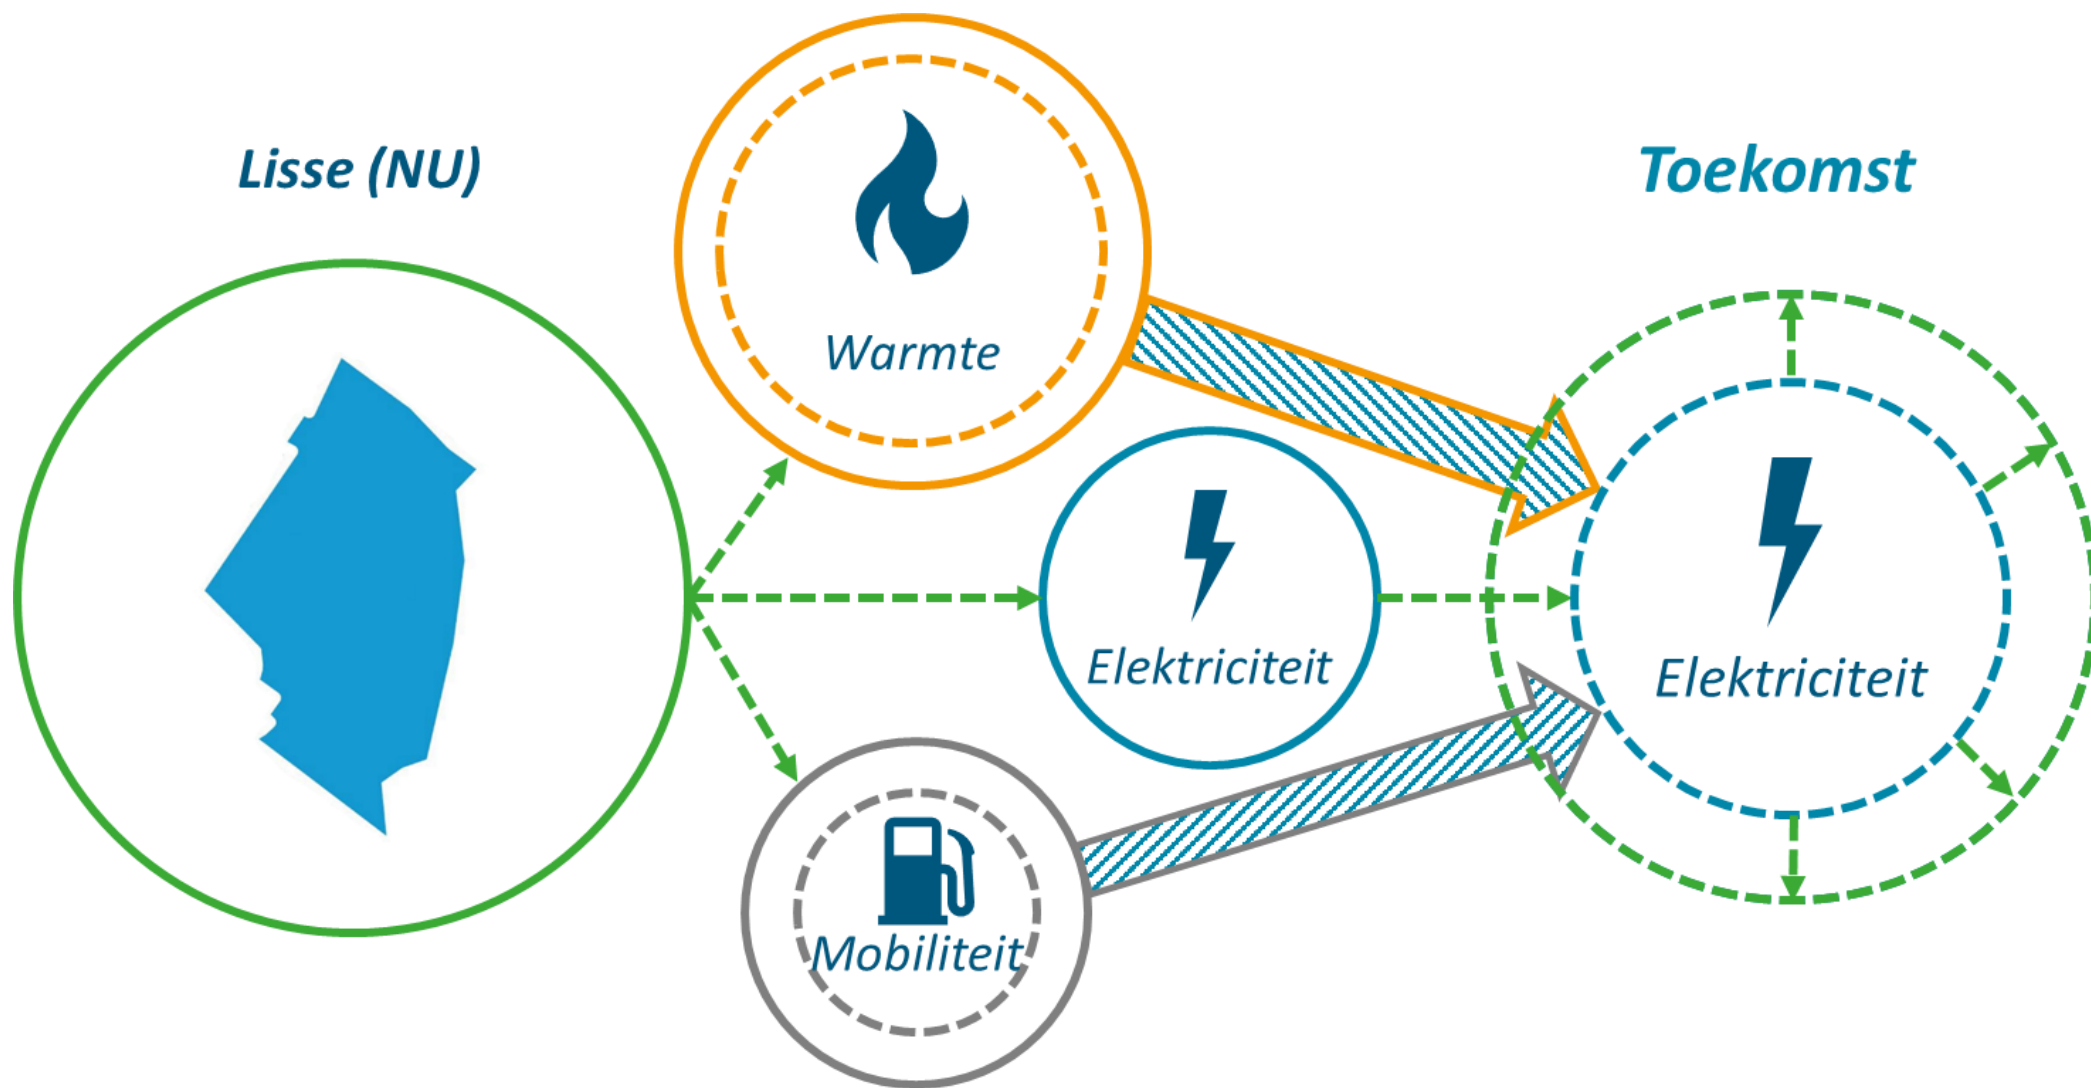 Lisse (NU)
Toekomst
Warmte
Elektriciteit
Elektriciteit
Mobiliteit